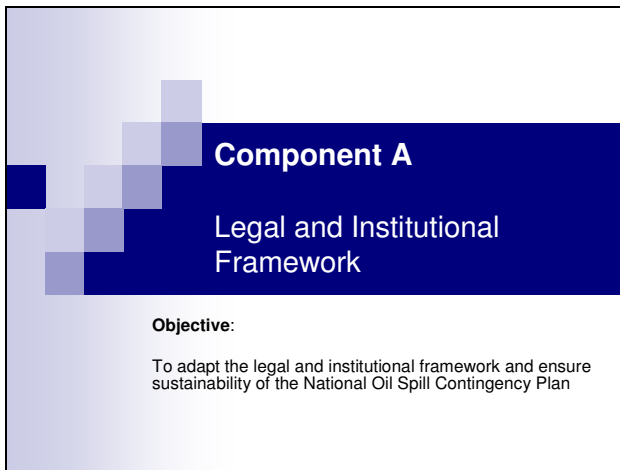 Component A
Legal and Institutional
Framework
Objective:
To adapt the legal and institutional framework and ensure
sustainability of the National Oil Spill Contingency Plan